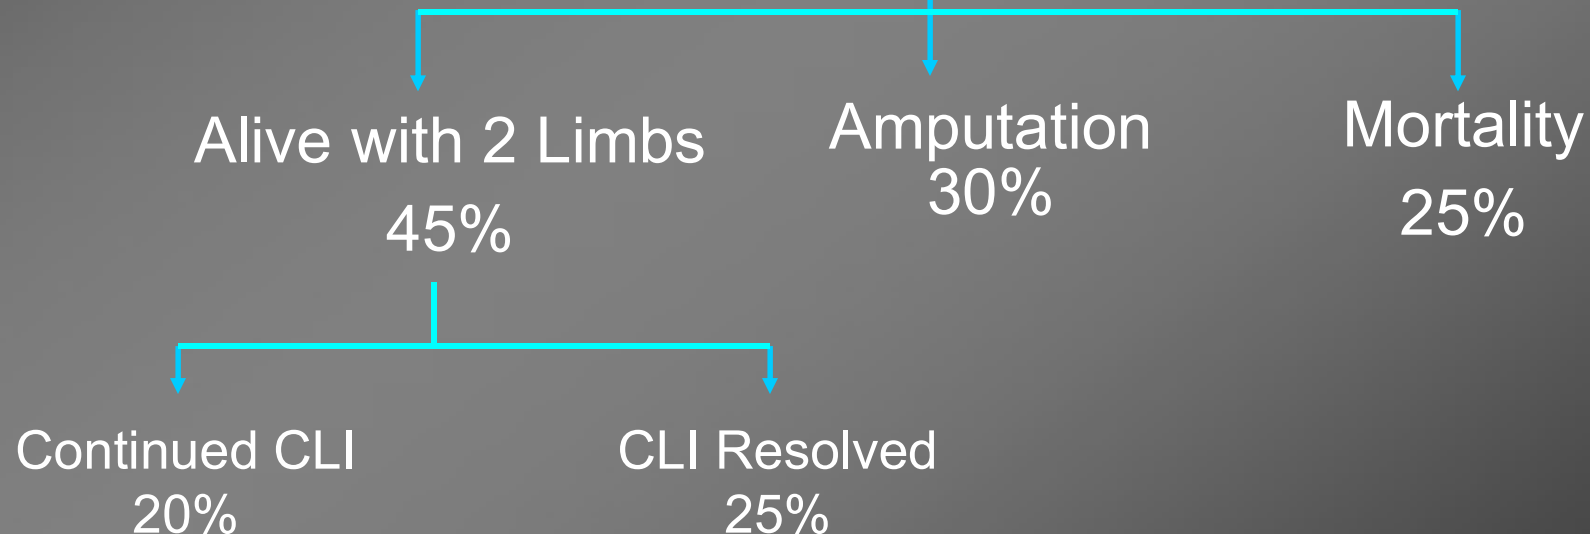 Alive with 2 Limbs
45%
Amputation
30%
Mortality
25%
Continued CLI
20%
CLI Resolved
25%